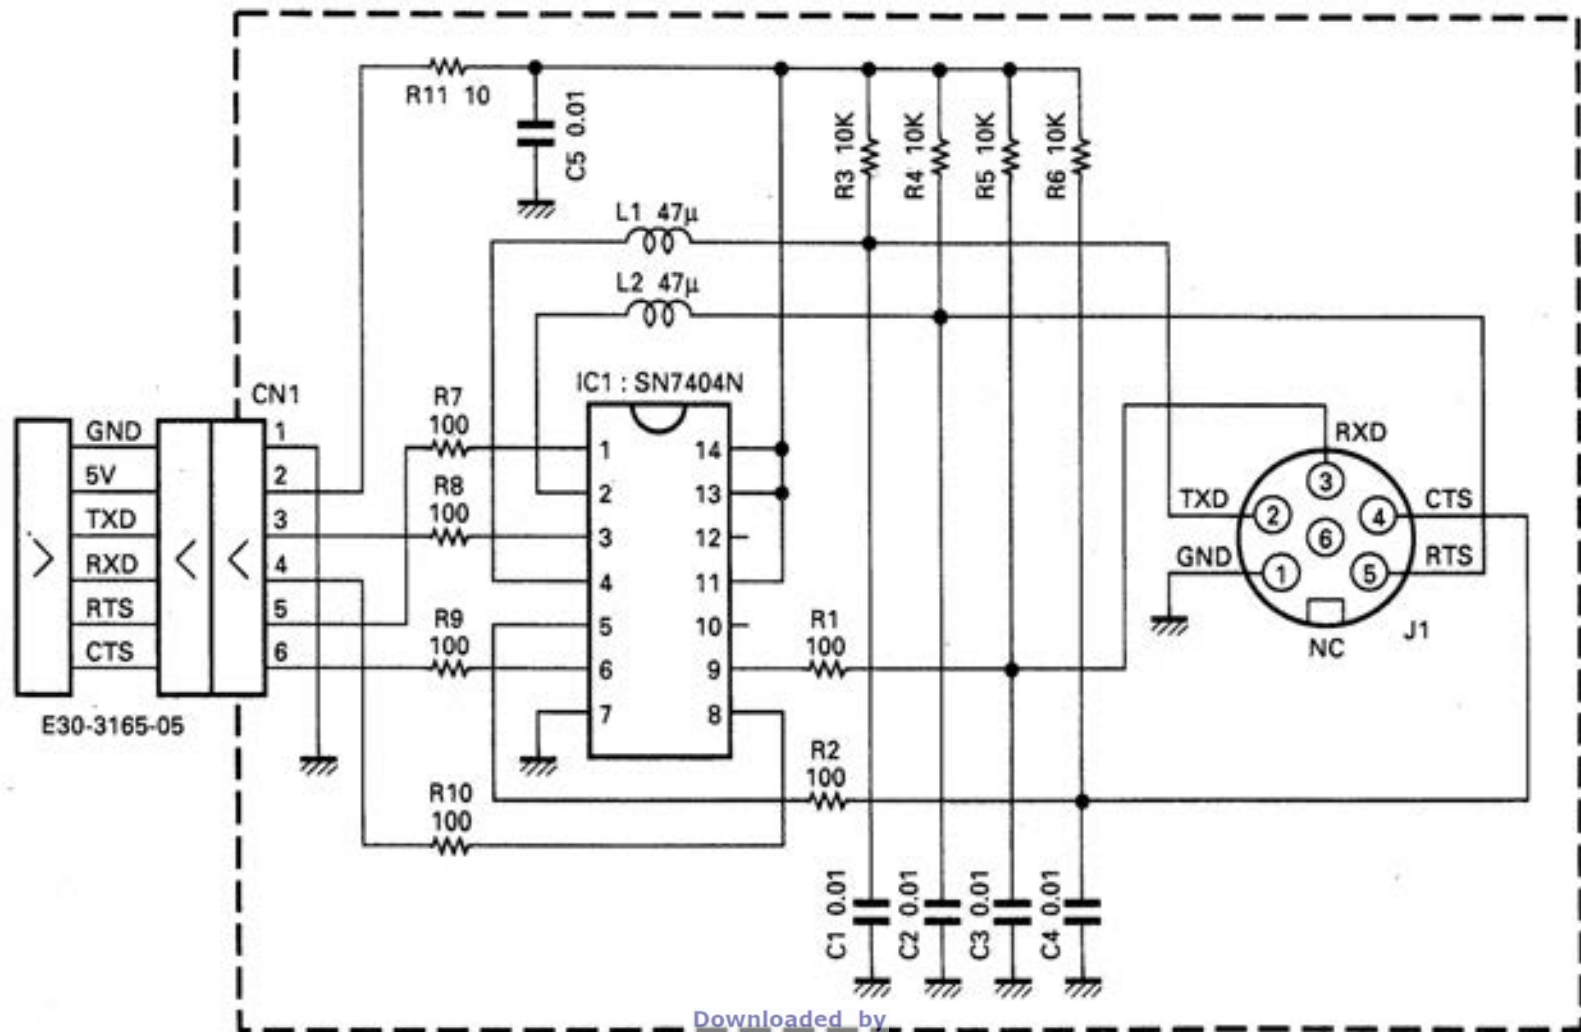 R11 10
C5 0.01
R3 10K
R4 10K
R5 10K
R6 10K
L1 47μ
L2 47μ
IC1 : SN7404N
CN1
GND
5V
TXD
RXD
RTS
CTS
1
2
3
4
5
6
E30-3165-05
R7
100
R8
100
R9
100
R10
100
1
2
3
4
5
6
7
14
13
12
11
10
9
8
R1
100
R2
100
RXD
TXD
CTS
GND
RTS
3
2
4
6
1
5
NC
J1
C1 0.01
C2 0.01
C3 0.01
C4 0.01
Downloaded by